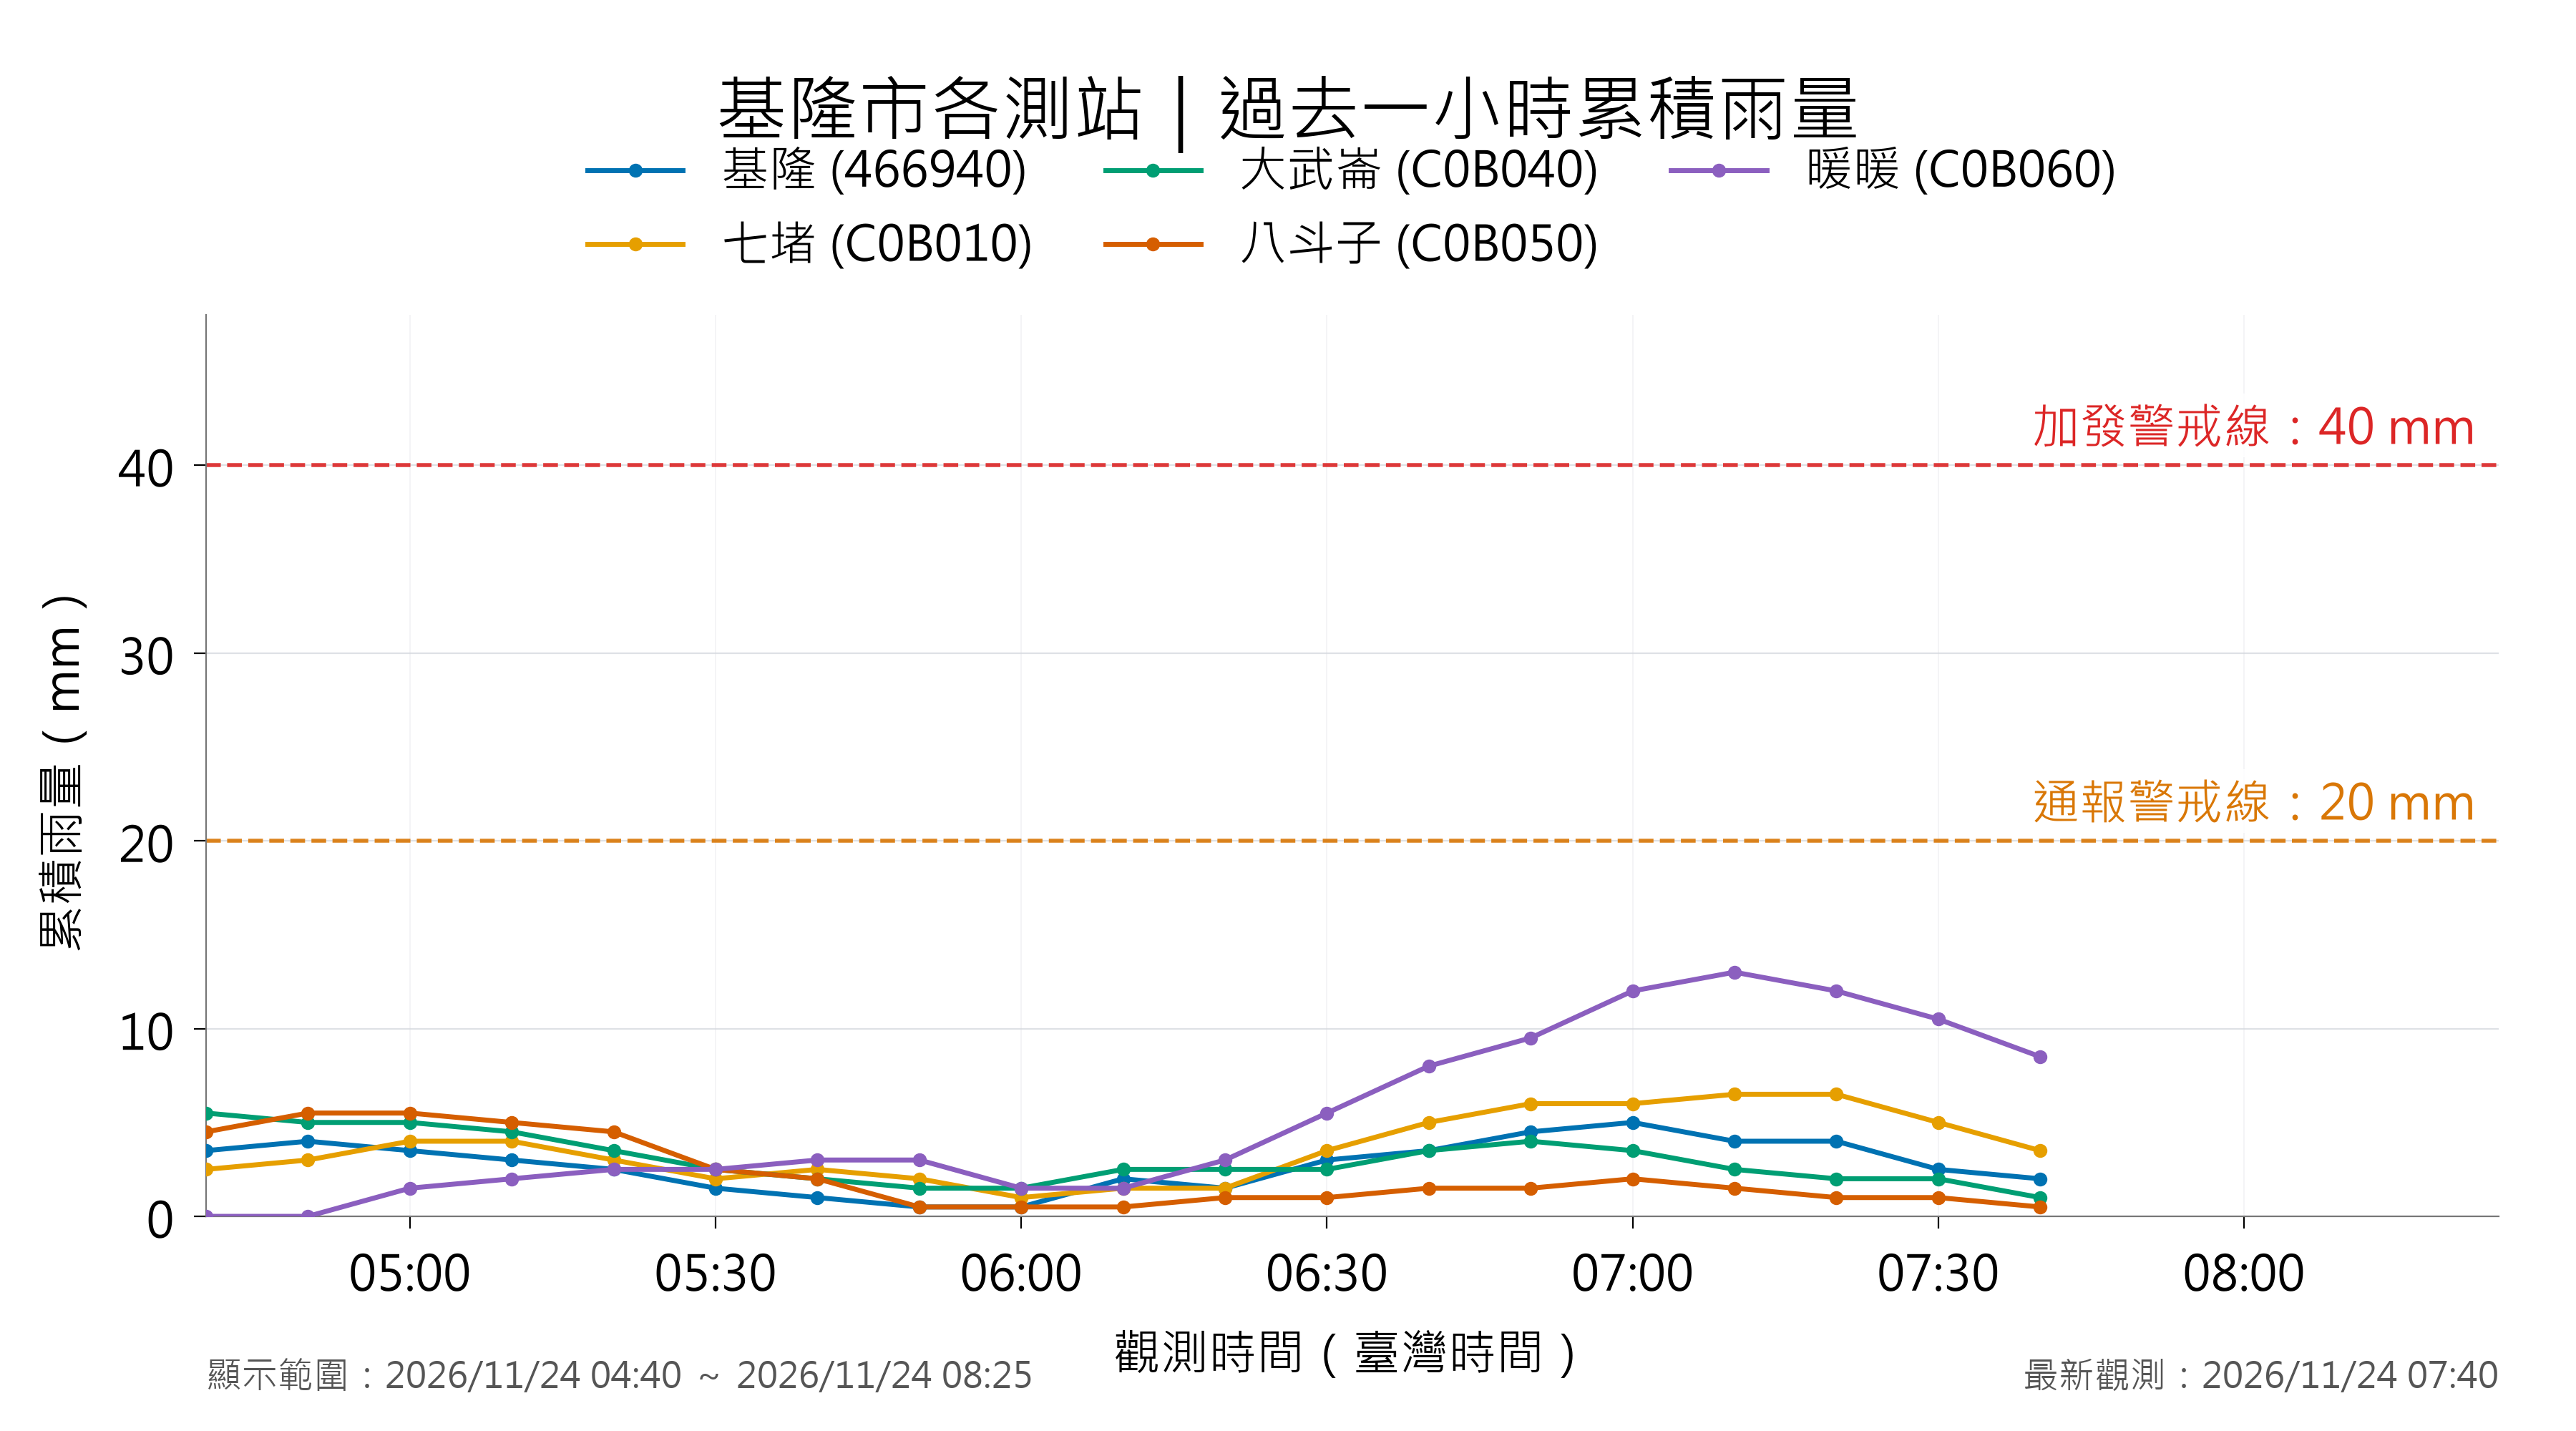 基隆市各測站｜過去一小時累積雨量
基隆 (466940)
大武崙 (C0B040)
暖暖 (C0B060)
七堵 (C0B010)
八斗子 (C0B050)
累積雨量（mm）
40
30
20
10
0
加發警戒線：40 mm
通報警戒線：20 mm
05:00
05:30
06:00
06:30
07:00
07:30
08:00
觀測時間（臺灣時間）
顯示範圍：2026/11/24 04:40 ~ 2026/11/24 08:25
最新觀測：2026/11/24 07:40